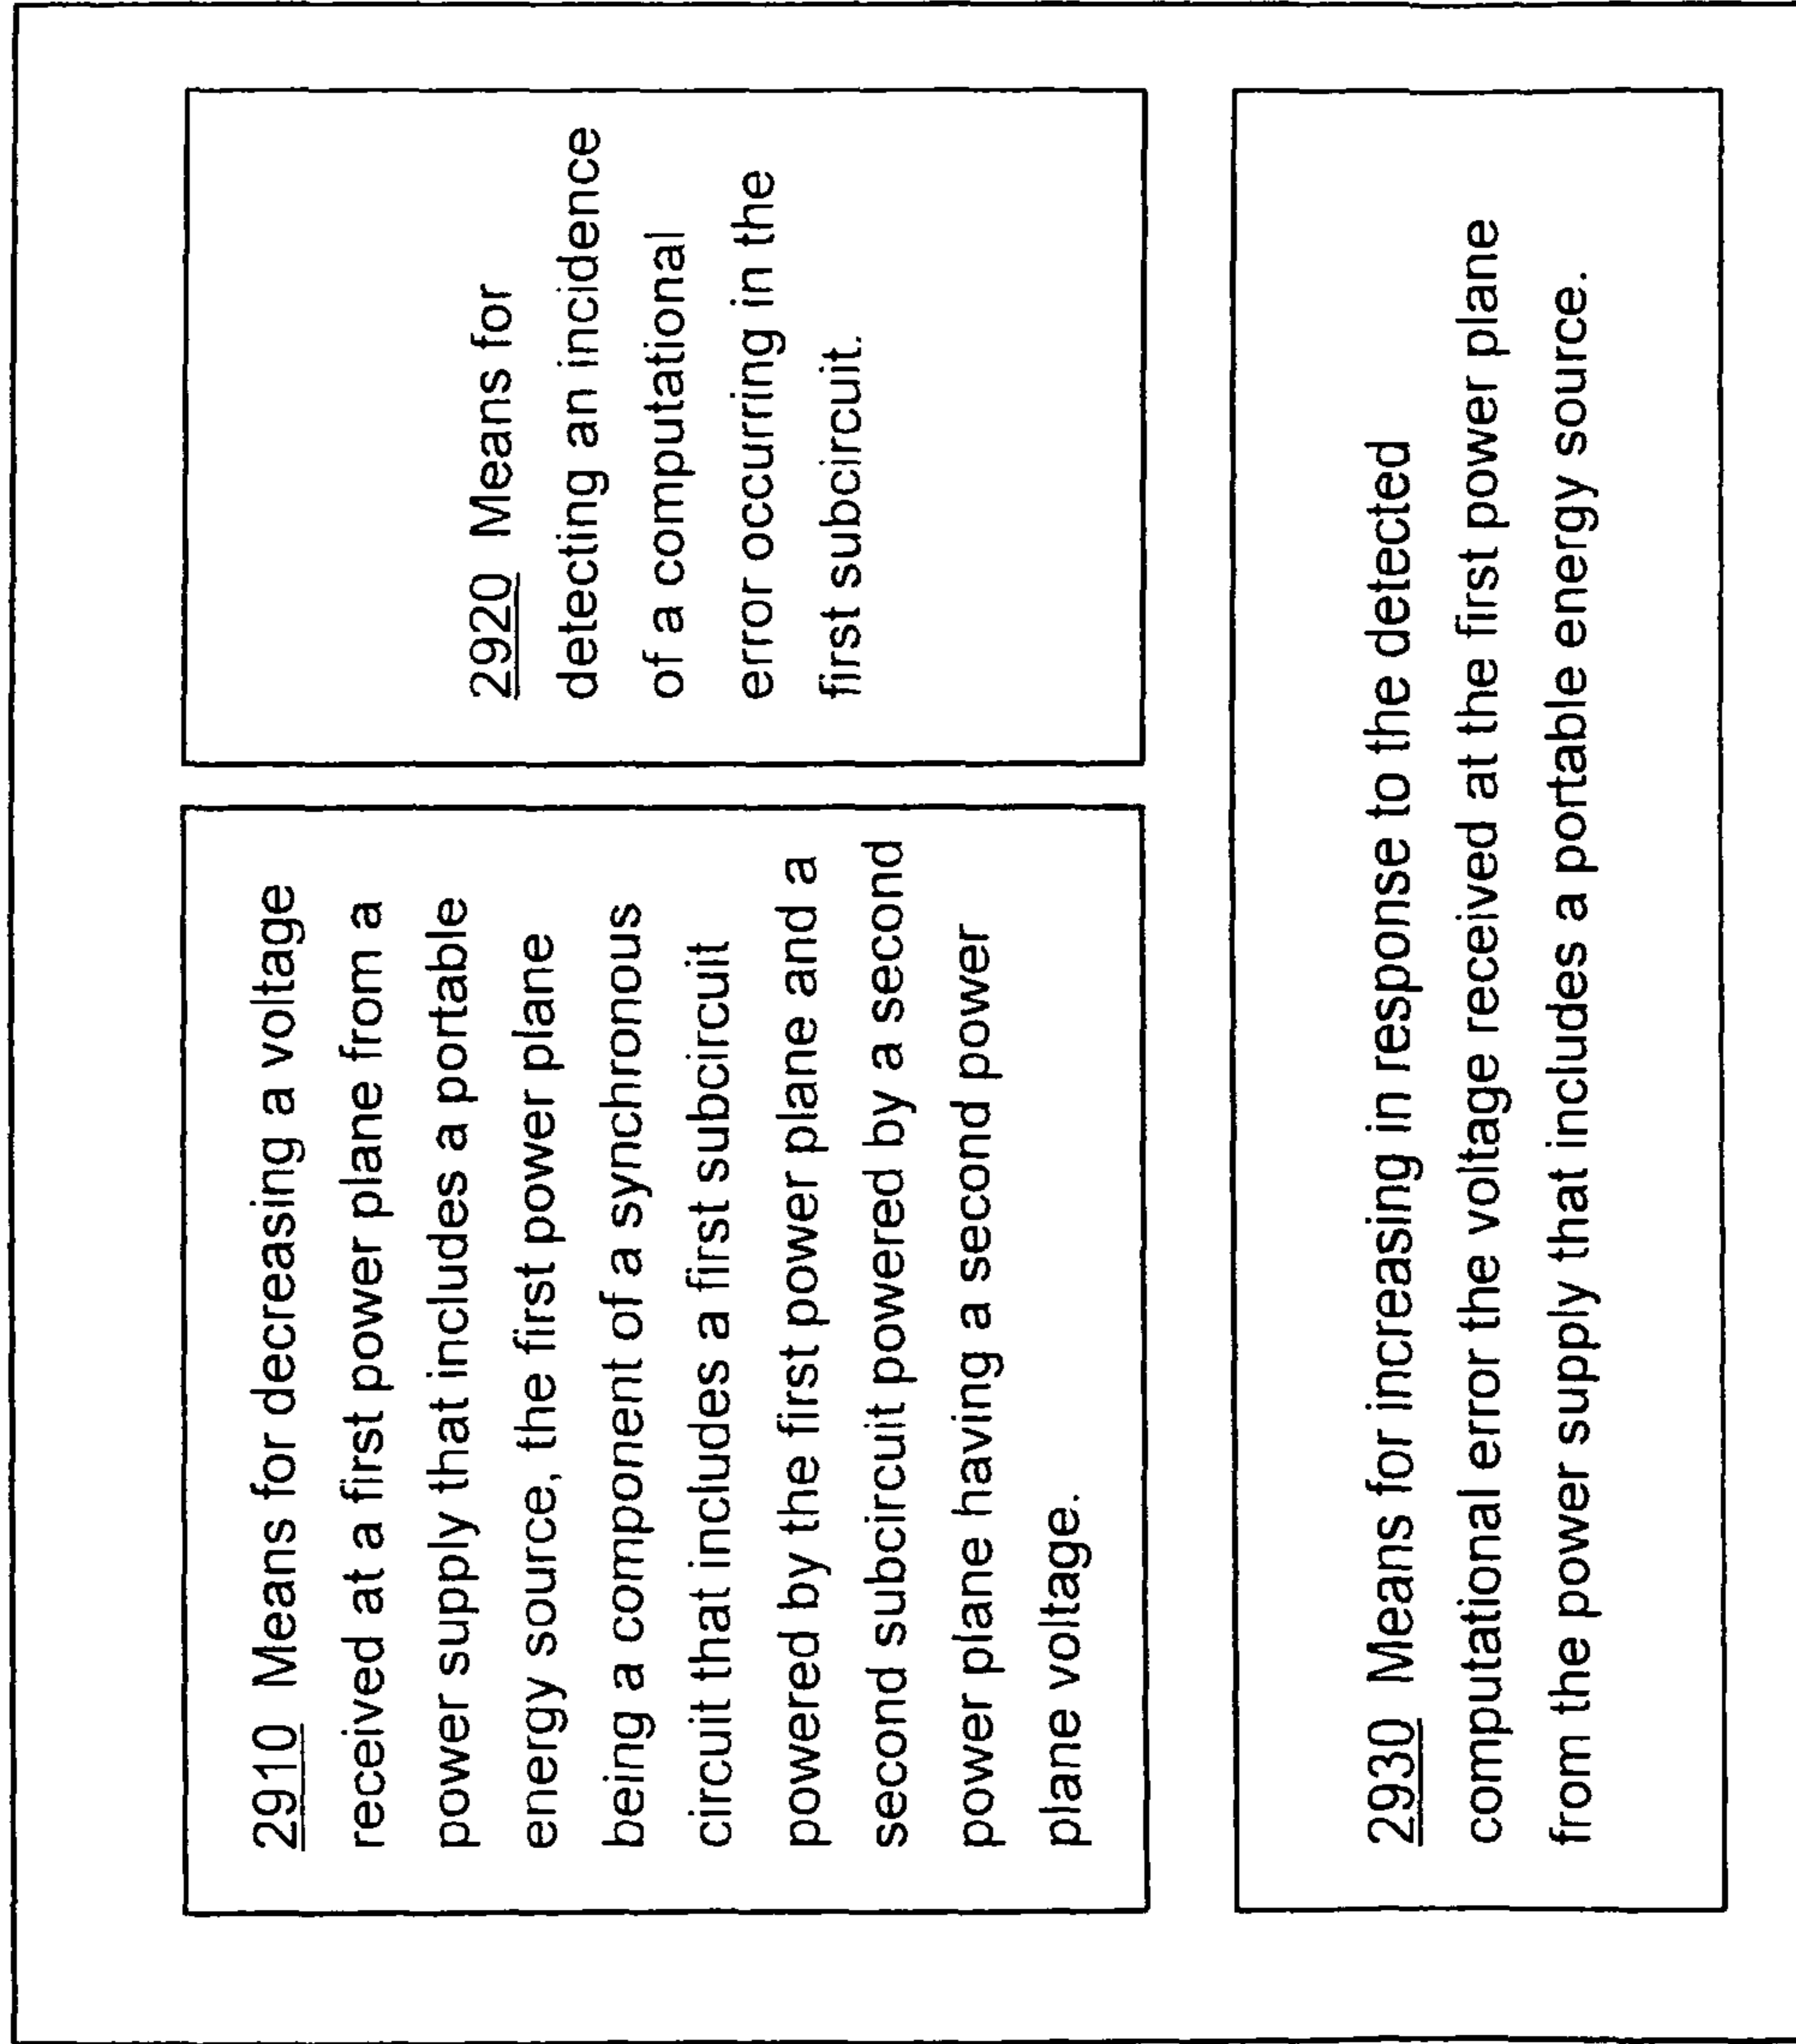 2910 Means for decreasing a voltage
received at a first power plane from a
power supply that includes a portable
energy source, the first power plane
being a component of a synchronous
circuit that includes a first subcircuit
powered by the first power plane and a
second subcircuit powered by a second
power plane having a second power
plane voltage.
2920 Means for
detecting an incidence
of a computational
error occurring in the
first subcircuit.
2930 Means for increasing in response to the detected
computational error the voltage received at the first power plane
from the power supply that includes a portable energy source.